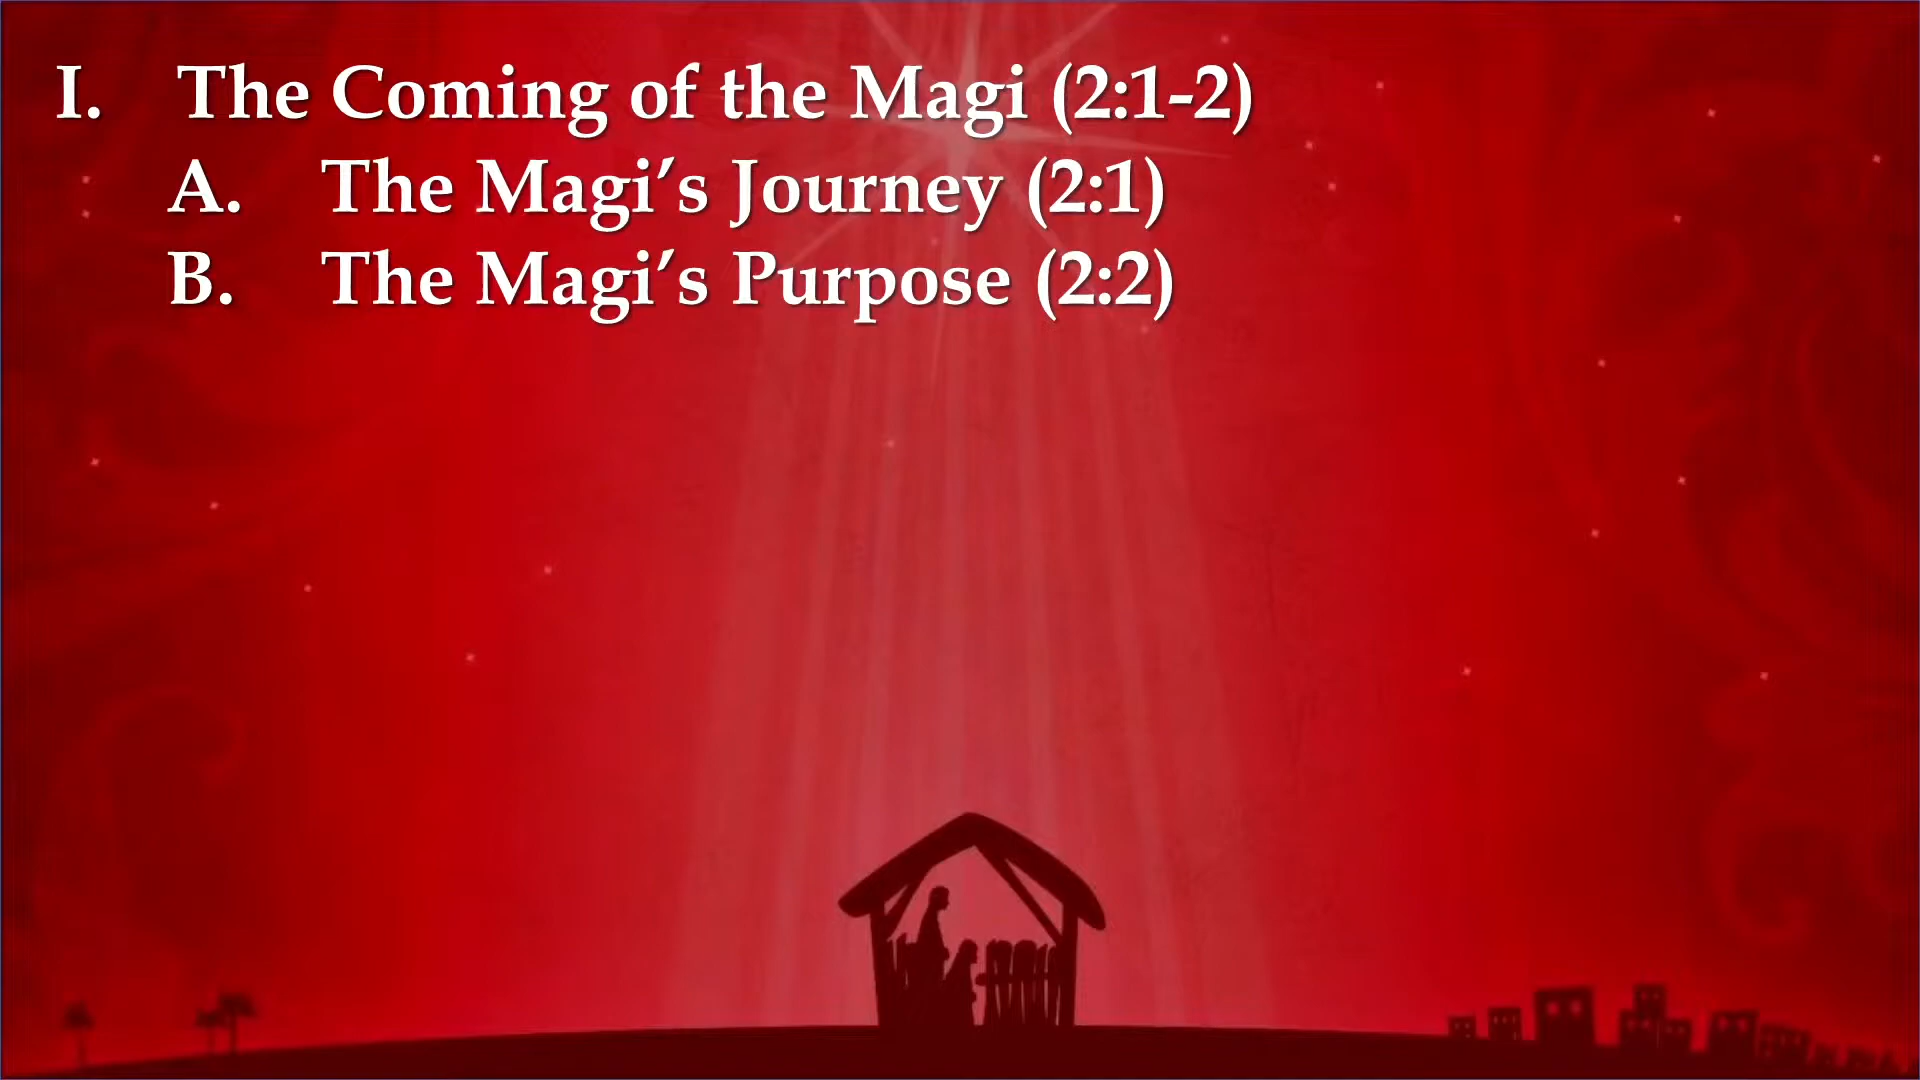 I. The Coming of the Magi (2:1-2)
A. The Magi’s Journey (2:1)
B. The Magi’s Purpose (2:2)